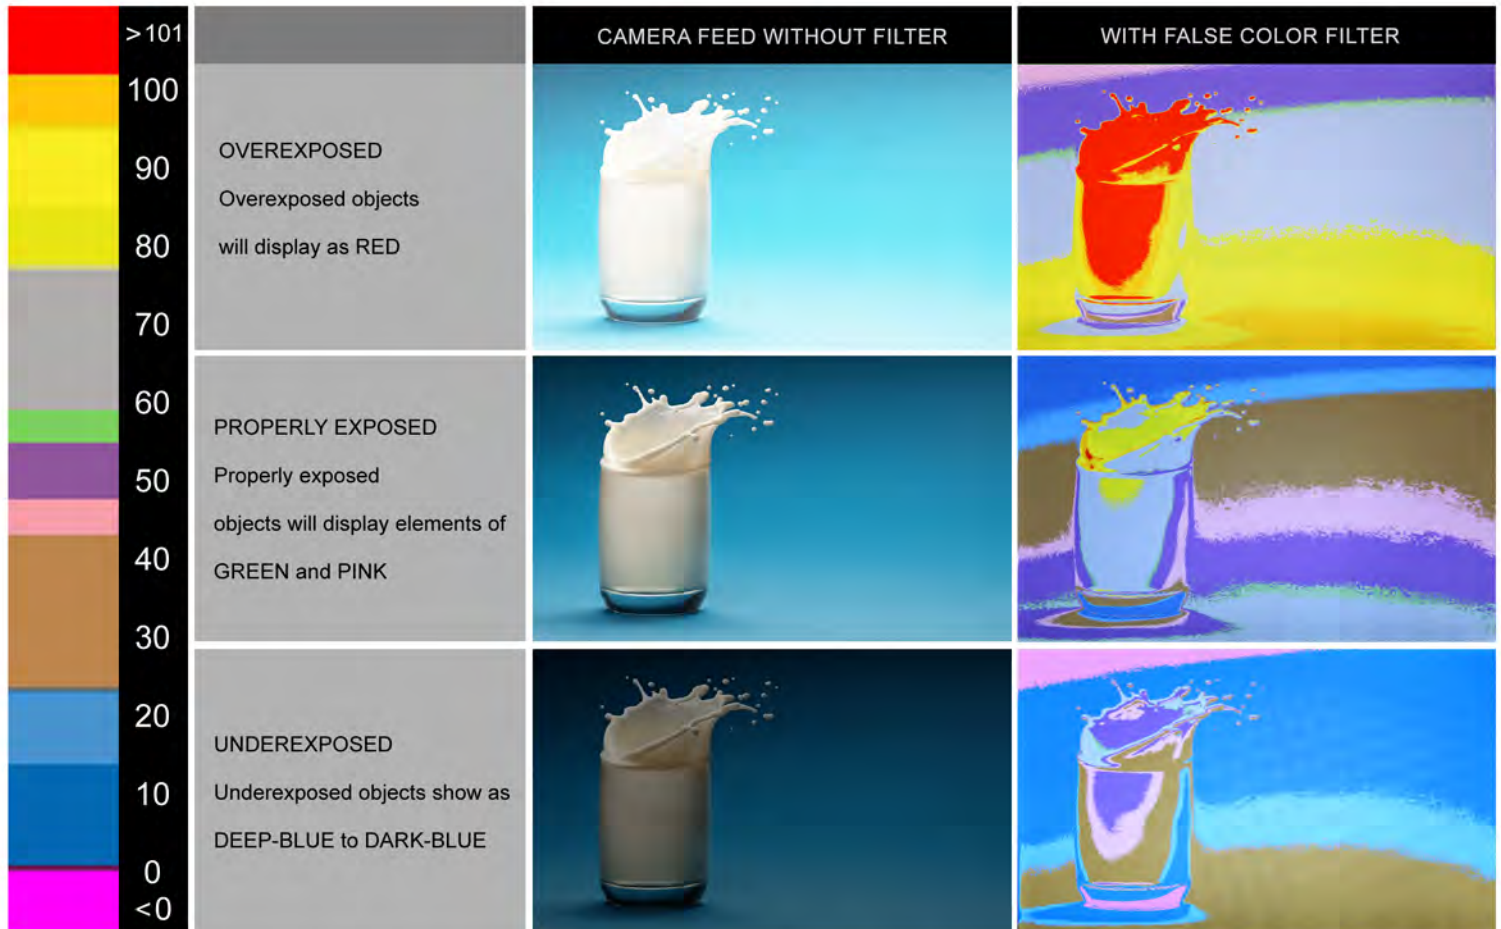 >101
100
90
80
70
60
50
40
30
20
10
0
<0
CAMERA FEED WITHOUT FILTER
WITH FALSE COLOR FILTER
OVEREXPOSED
Overexposed objects
will display as RED
PROPERLY EXPOSED
Properly exposed
objects will display elements of
GREEN and PINK
UNDEREXPOSED
Underexposed objects show as
DEEP-BLUE to DARK-BLUE